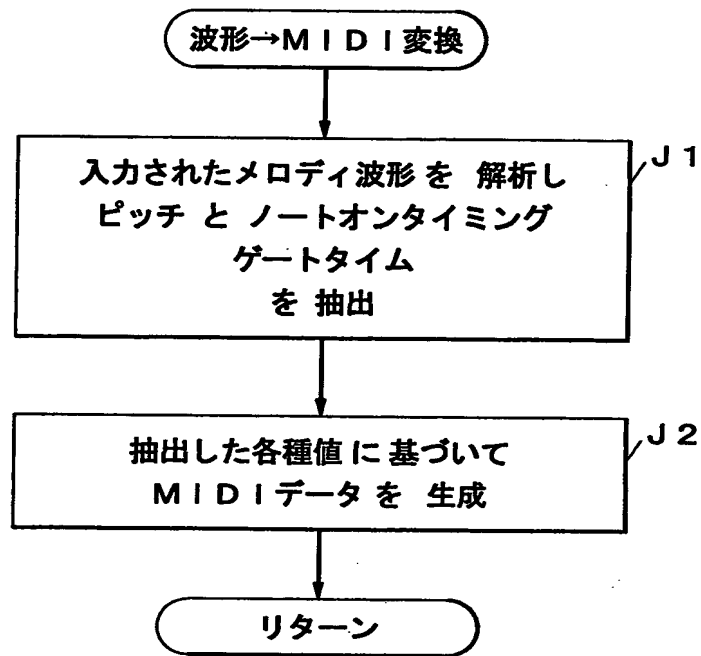 波形→MIDI変換
J1
入力されたメロディ波形を 解析し
ピッチ と ノートオンタイミング
ゲートタイム
を 抽出
J2
抽出した各種値に基づいて
MIDIデータ を 生成
リターン